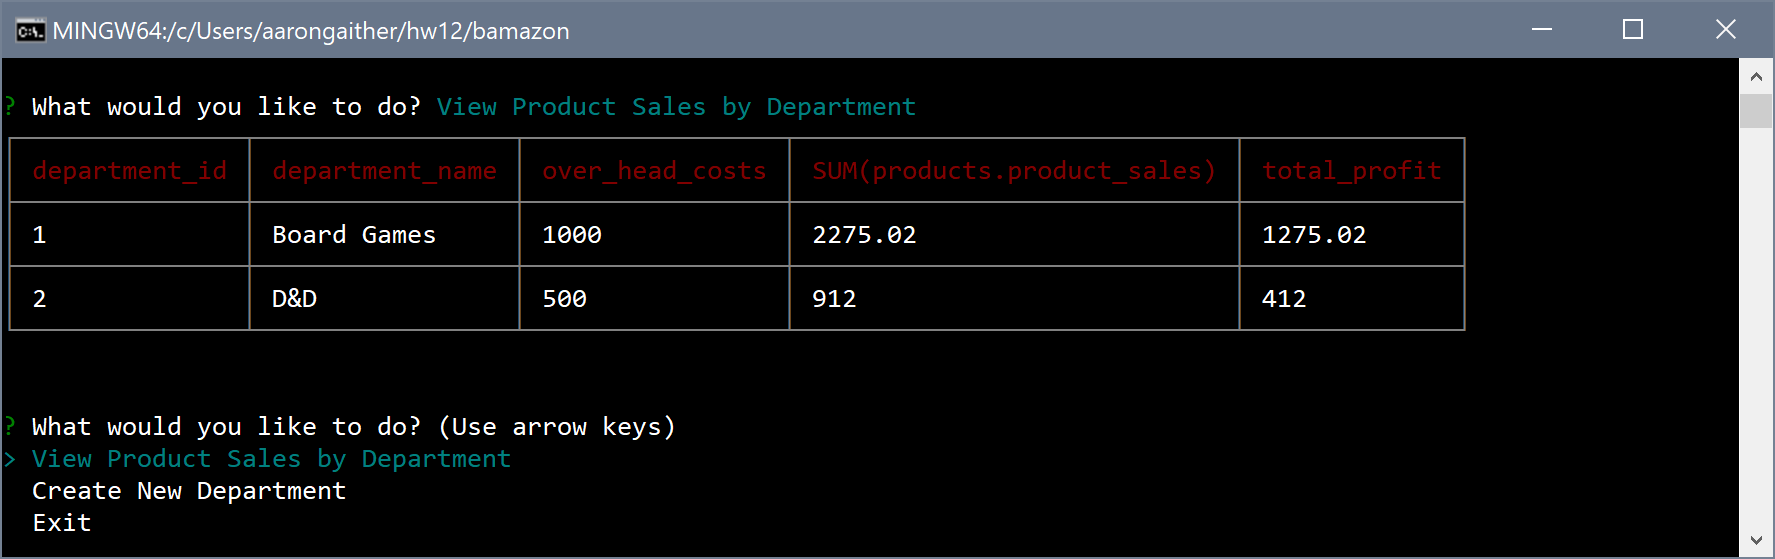 MINGW64:/c/Users/aarongaither/hw12/bamazon
? What would you like to do? View Product Sales by Department
department_id department_name over_head_costs SUM(products.product_sales) total_profit
1 Board Games 1000 2275.02 1275.02
2 D&D 500 912 412
? What would you like to do? (Use arrow keys)
> View Product Sales by Department
Create New Department
Exit